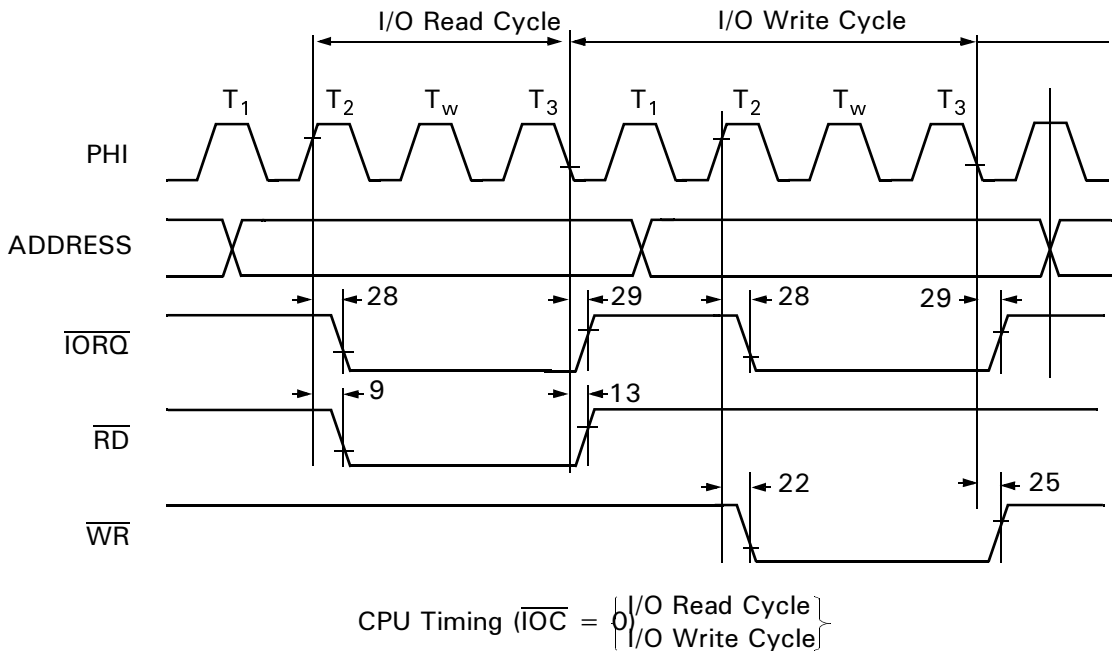 I/O Read Cycle I/O Write Cycle
T1 T2 Tw T3 T1 T2 Tw T3
PHI
ADDRESS
28 29 28 29
IORQ
9 13
RD
22 25
WR
CPU Timing (IOC = 0)
I/O Read Cycle
I/O Write Cycle